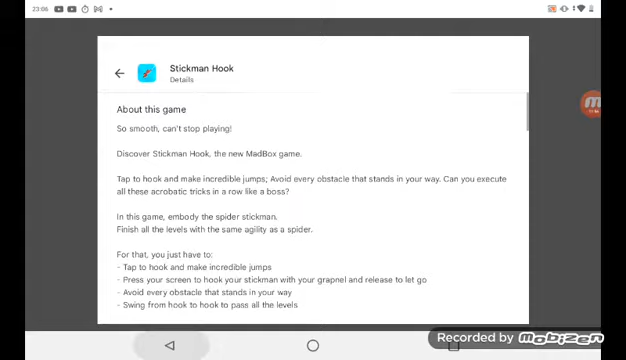 23:06
Stickman Hook
Details
About this game
So smooth, can't stop playing!
Discover Stickman Hook, the new MadBox game.
Tap to hook and make incredible jumps; Avoid every obstacle that stands in your way. Can you execute
all these acrobatic tricks in a row like a boss?
In this game, embody the spider stickman.
Finish all the levels with the same agility as a spider.
For that, you just have to:
- Tap to hook and make incredible jumps
- Press your screen to hook your stickman with your grapnel and release to let go
- Avoid every obstacle that stands in your way
- Swing from hook to hook to pass all the levels
Recorded by mobizen